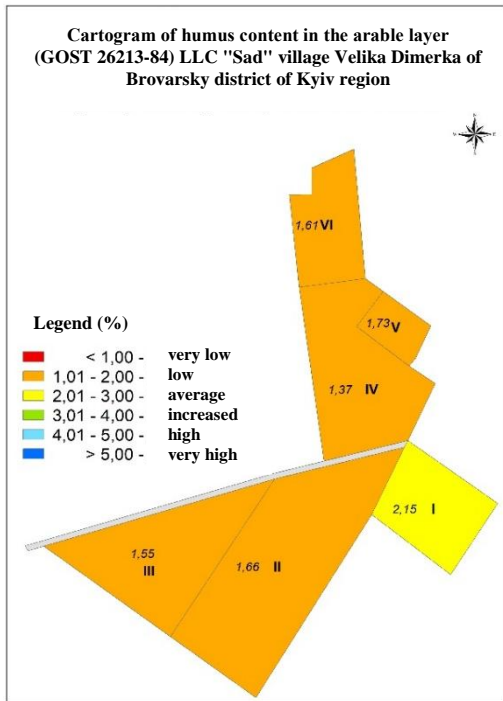 Cartogram of humus content in the arable layer
(GOST 26213-84) LLC "Sad" village Velika Dimerka of
Brovarsky district of Kyiv region
1,61 VI
1,73 V
Legend (%)
< 1,00 - very low
1,01 - 2,00 - low
2,01 - 3,00 - average
3,01 - 4,00 - increased
4,01 - 5,00 - high
> 5,00 - very high
1,37 IV
2,15 I
1,55
III
1,66 II